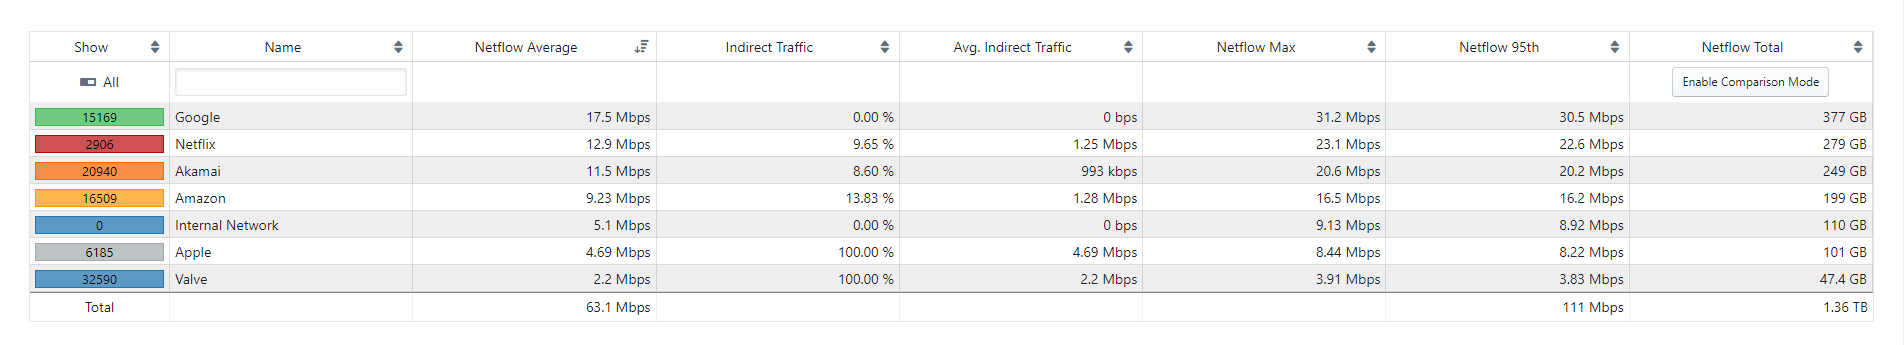 Show Name Netflow Average Indirect Traffic Avg. Indirect Traffic Netflow Max Netflow 95th Netflow Total
All Enable Comparison Mode
15169 Google 17.5 Mbps 0.00 % 0 bps 31.2 Mbps 30.5 Mbps 377 GB
2906 Netflix 12.9 Mbps 9.65 % 1.25 Mbps 23.1 Mbps 22.6 Mbps 279 GB
20940 Akamai 11.5 Mbps 8.60 % 993 kbps 20.6 Mbps 20.2 Mbps 249 GB
16509 Amazon 9.23 Mbps 13.83 % 1.28 Mbps 16.5 Mbps 16.2 Mbps 199 GB
0 Internal Network 5.1 Mbps 0.00 % 0 bps 9.13 Mbps 8.92 Mbps 110 GB
6185 Apple 4.69 Mbps 100.00 % 4.69 Mbps 8.44 Mbps 8.22 Mbps 101 GB
32590 Valve 2.2 Mbps 100.00 % 2.2 Mbps 3.91 Mbps 3.83 Mbps 47.4 GB
Total 63.1 Mbps 111 Mbps 1.36 TB